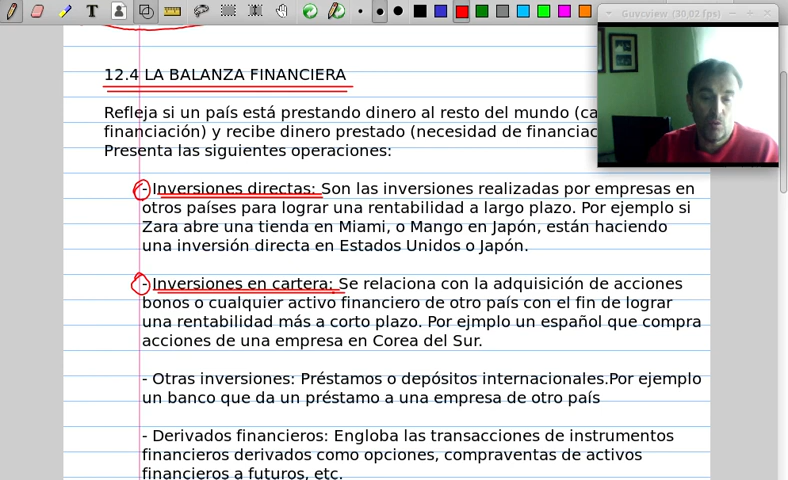 Guvcview (30,02 fps)
T
12.4 LA BALANZA FINANCIERA
Refleja si un país está prestando dinero al resto del mundo (ca
financiación) y recibe dinero prestado (necesidad de financiac
Presenta las siguientes operaciones:
- Inversiones directas: Son las inversiones realizadas por empresas en
otros países para lograr una rentabilidad a largo plazo. Por ejemplo si
Zara abre una tienda en Miami, o Mango en Japón, están haciendo
una inversión directa en Estados Unidos o Japón.
- Inversiones en cartera: Se relaciona con la adquisición de acciones
bonos o cualquier activo financiero de otro país con el fin de lograr
una rentabilidad más a corto plazo. Por ejmplo un español que compra
acciones de una empresa en Corea del Sur.
- Otras inversiones: Préstamos o depósitos internacionales.Por ejemplo
un banco que da un préstamo a una empresa de otro país
- Derivados financieros: Engloba las transacciones de instrumentos
financieros derivados como opciones, compraventas de activos
financieros a futuros, etc.